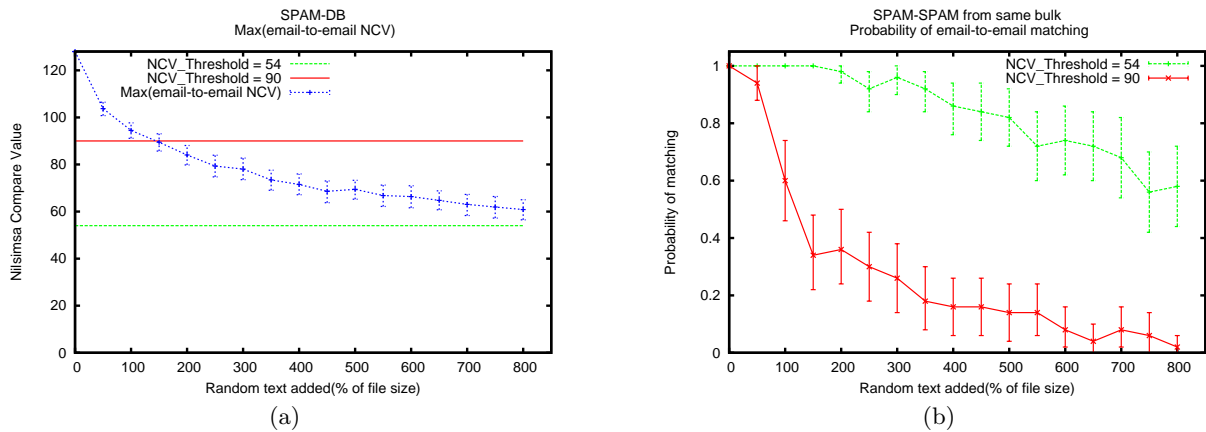 SPAM-DB
Max(email-to-email NCV)
NCV_Threshold = 54
NCV_Threshold = 90
Max(email-to-email NCV)
Nilsimsa Compare Value
120
100
80
60
40
20
0
0 100 200 300 400 500 600 700 800
Random text added(% of file size)
(a)
SPAM-SPAM from same bulk
Probability of email-to-email matching
NCV_Threshold = 54
NCV_Threshold = 90
Probability of matching
1
0.8
0.6
0.4
0.2
0
0 100 200 300 400 500 600 700 800
Random text added(% of file size)
(b)